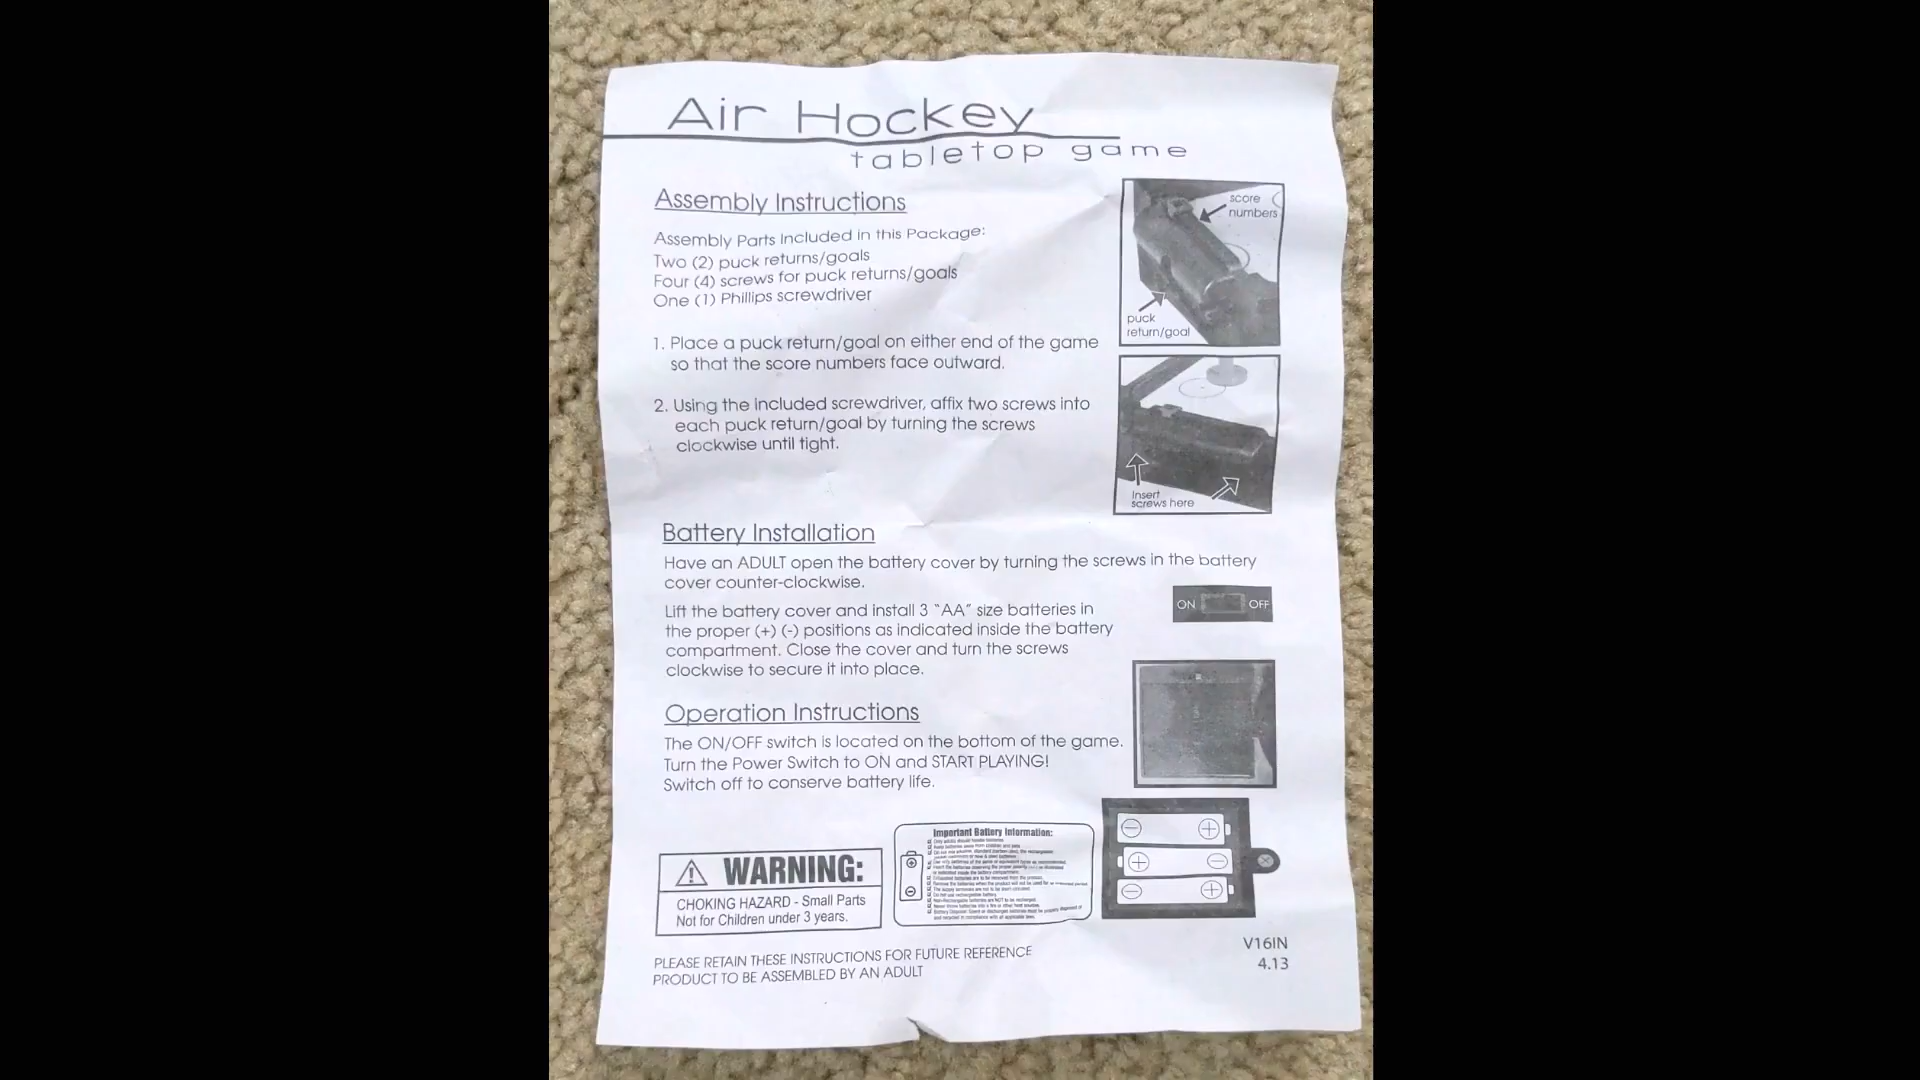 Air Hockey
tabletop game
Assembly Instructions
Assembly Parts Included in this Package:
Two (2) puck returns/goals
Four (4) screws for puck returns/goals
One (1) Phillips screwdriver
score
numbers
puck
return/goal
1. Place a puck return/goal on either end of the game
so that the score numbers face outward.
2. Using the included screwdriver, affix two screws into
each puck return/goal by turning the screws
clockwise until tight.
Insert
screws here
Battery Installation
Have an ADULT open the battery cover by turning the screws in the battery
cover counter-clockwise.
Lift the battery cover and install 3 "AA" size batteries in
the proper (+) (-) positions as indicated inside the battery
compartment. Close the cover and turn the screws
clockwise to secure it into place.
ON OFF
Operation Instructions
The ON/OFF switch is located on the bottom of the game.
Turn the Power Switch to ON and START PLAYING!
Switch off to conserve battery life.
WARNING:
CHOKING HAZARD - Small Parts
Not for Children under 3 years.
Important Battery Information:
PLEASE RETAIN THESE INSTRUCTIONS FOR FUTURE REFERENCE
PRODUCT TO BE ASSEMBLED BY AN ADULT
V16IN
4.13